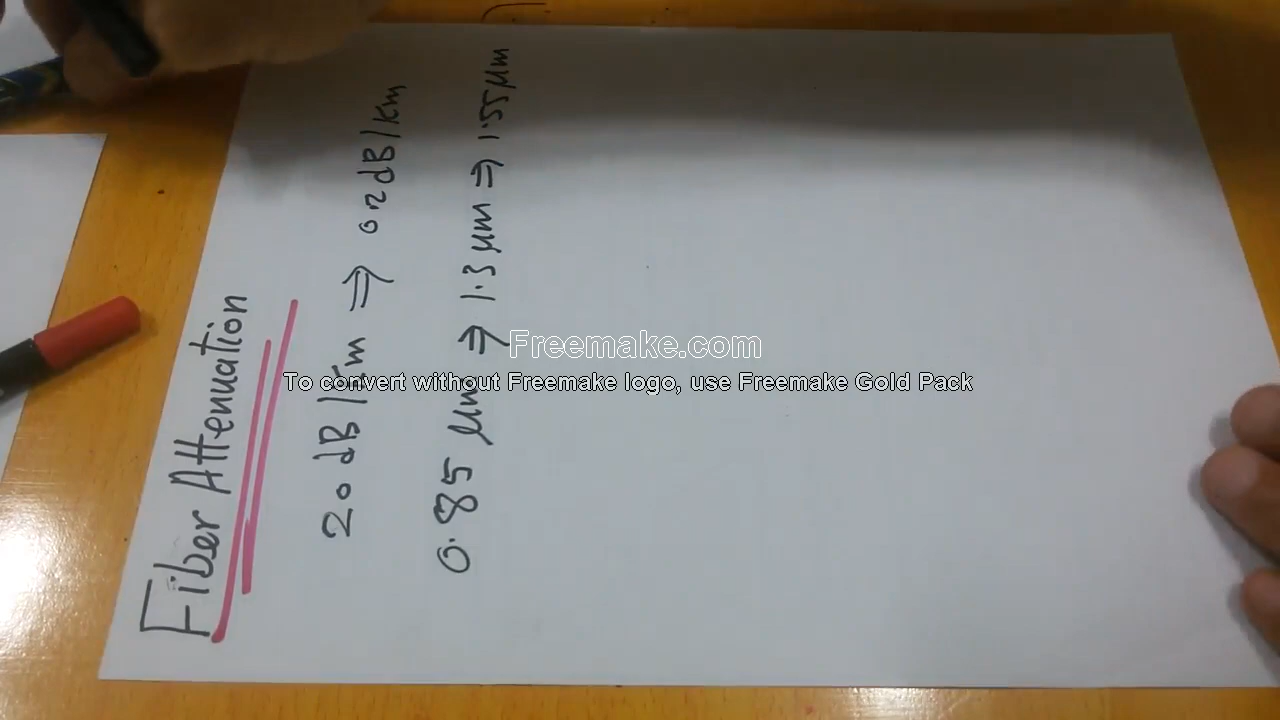 Fiber Attenuation
20 dB/Km ⇒ 0.2 dB/km
0.85 μm ⇒ 1.3 μm ⇒ 1.55 μm
Freemake.com
To convert without Freemake logo, use Freemake Gold Pack